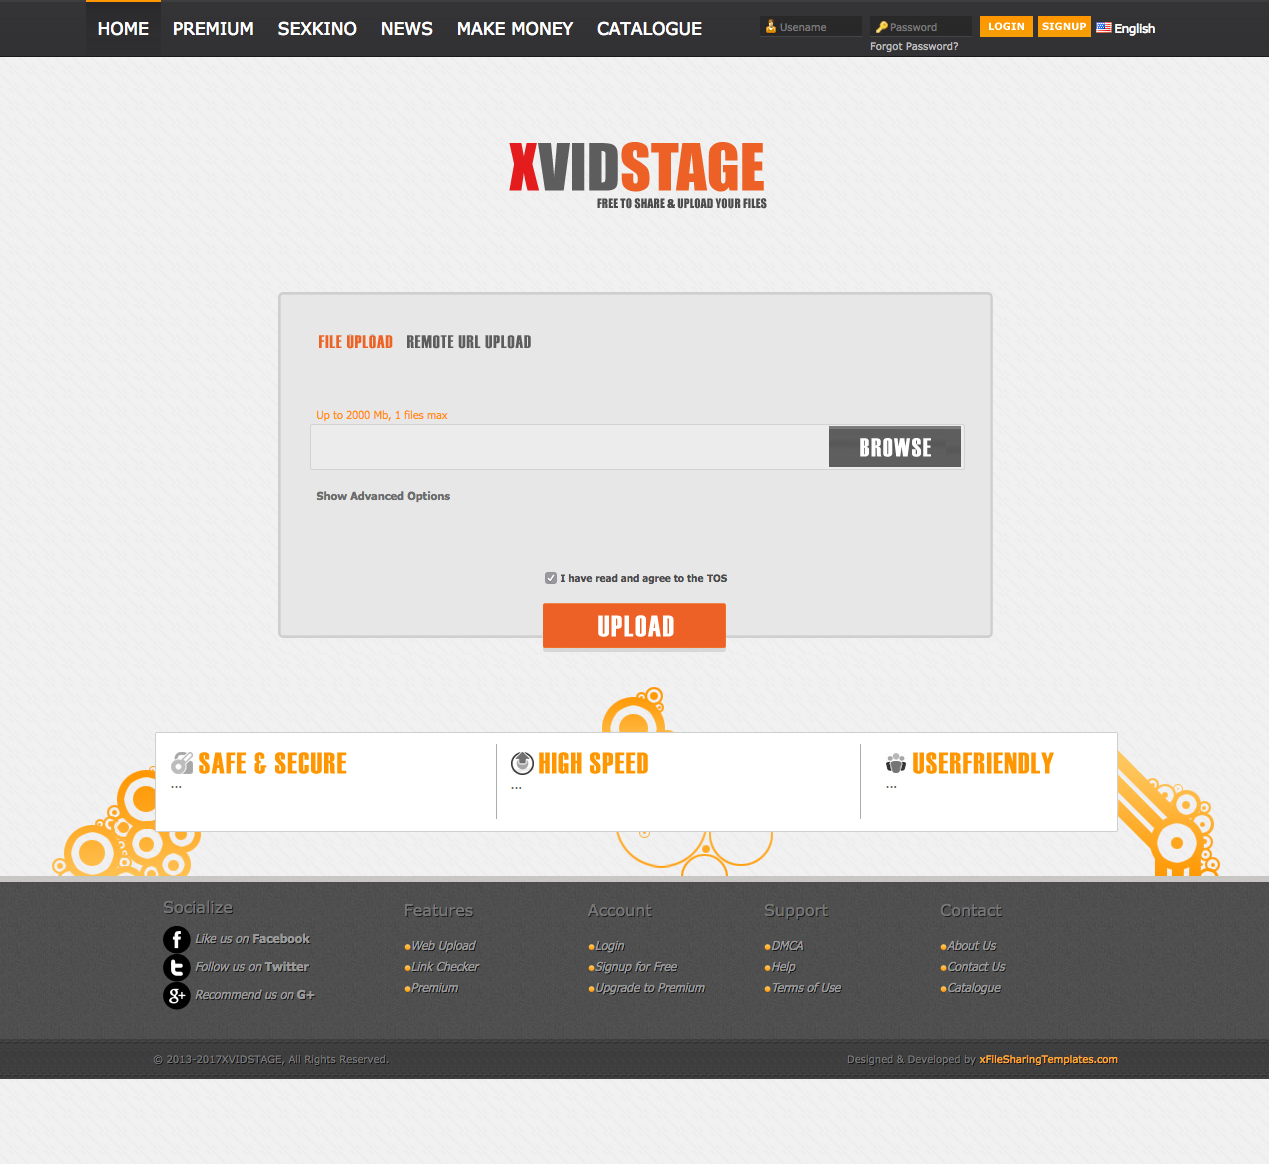 HOME PREMIUM SEXKINO NEWS MAKE MONEY CATALOGUE Usename Password LOGIN SIGNUP English
Forgot Password?
XVIDSTAGE
FREE TO SHARE & UPLOAD YOUR FILES
FILE UPLOAD REMOTE URL UPLOAD
Up to 2000 Mb, 1 files max
BROWSE
Show Advanced Options
I have read and agree to the TOS
UPLOAD
SAFE & SECURE
...
HIGH SPEED
...
USERFRIENDLY
...
Socialize
Like us on Facebook
Follow us on Twitter
Recommend us on G+
Features
Web Upload
Link Checker
Premium
Account
Login
Signup for Free
Upgrade to Premium
Support
DMCA
Help
Terms of Use
Contact
About Us
Contact Us
Catalogue
© 2013-2017XVIDSTAGE, All Rights Reserved.
Designed & Developed by xFileSharingTemplates.com